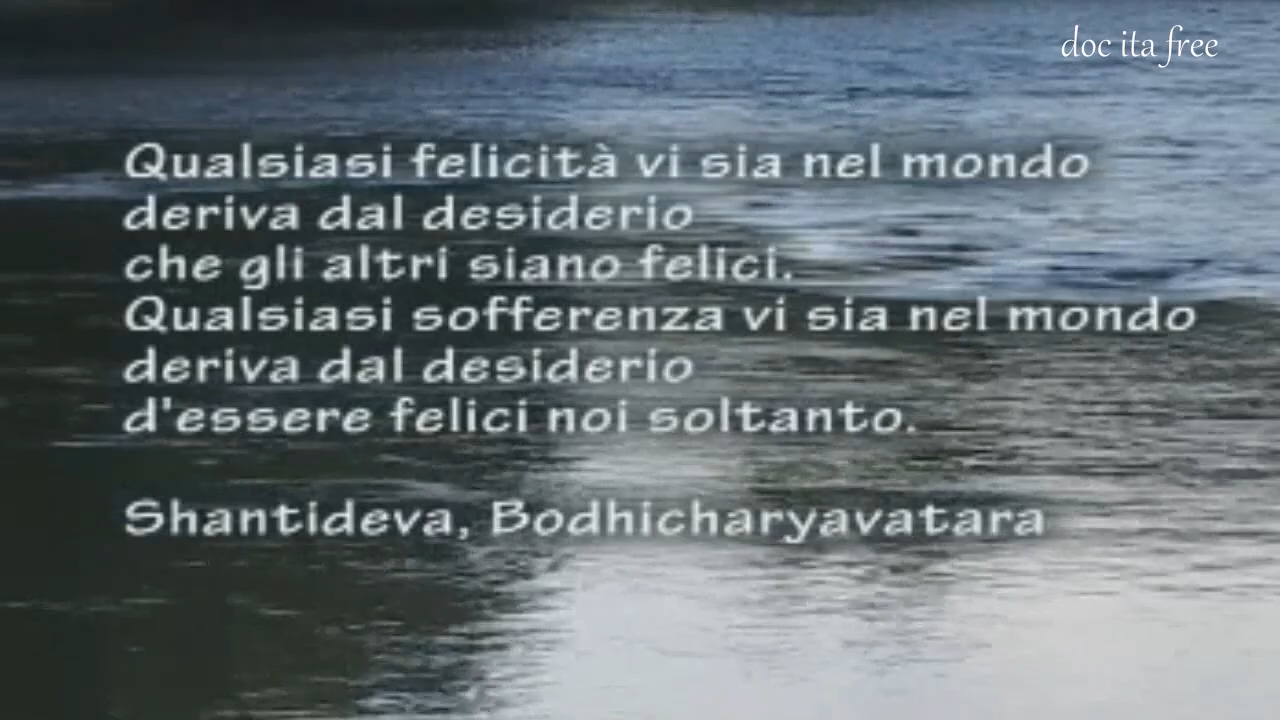 doc ita free
Qualsiasi felicità vi sia nel mondo
deriva dal desiderio
che gli altri siano felici.
Qualsiasi sofferenza vi sia nel mondo
deriva dal desiderio
d'essere felici noi soltanto.
Shantideva, Bodhicharyavatara